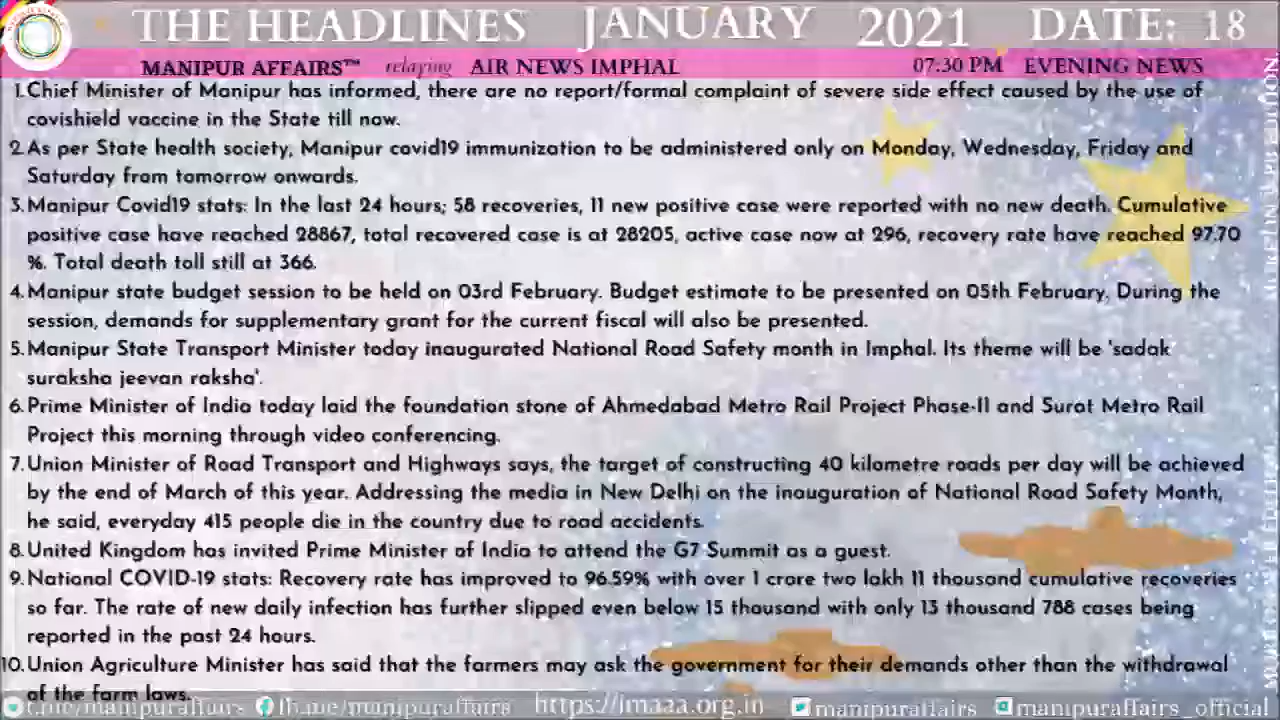 THE HEADLINES JANUARY 2021 DATE: 18
MANIPUR AFFAIRS™ relaying AIR NEWS IMPHAL 07:30 PM EVENING NEWS
1. Chief Minister of Manipur has informed, there are no report/formal complaint of severe side effect caused by the use of
covishield vaccine in the State till now.
2. As per State health society, Manipur covid19 immunization to be administered only on Monday, Wednesday, Friday and
Saturday from tomorrow onwards.
3. Manipur Covid19 stats: In the last 24 hours; 58 recoveries, 11 new positive case were reported with no new death. Cumulative
positive case have reached 28867, total recovered case is at 28205, active case now at 296, recovery rate have reached 97.70
%. Total death toll still at 366.
4. Manipur state budget session to be held on 03rd February. Budget estimate to be presented on 05th February. During the
session, demands for supplementary grant for the current fiscal will also be presented.
5. Manipur State Transport Minister today inaugurated National Road Safety month in Imphal. Its theme will be 'sadak
suraksha jeevan raksha'.
6. Prime Minister of India today laid the foundation stone of Ahmedabad Metro Rail Project Phase-II and Surat Metro Rail
Project this morning through video conferencing.
7. Union Minister of Road Transport and Highways says, the target of constructing 40 kilometre roads per day will be achieved
by the end of March of this year. Addressing the media in New Delhi on the inauguration of National Road Safety Month,
he said, everyday 415 people die in the country due to road accidents.
8. United Kingdom has invited Prime Minister of India to attend the G7 Summit as a guest.
9. National COVID-19 stats: Recovery rate has improved to 96.59% with over 1 crore two lakh 11 thousand cumulative recoveries
so far. The rate of new daily infection has further slipped even below 15 thousand with only 13 thousand 788 cases being
reported in the past 24 hours.
10. Union Agriculture Minister has said that the farmers may ask the government for their demands other than the withdrawal
of the farm laws.
t.me/manipuraffairs fb.me/manipuraffairs https://imaaa.org.in manipuraffairs manipuraffairs_official